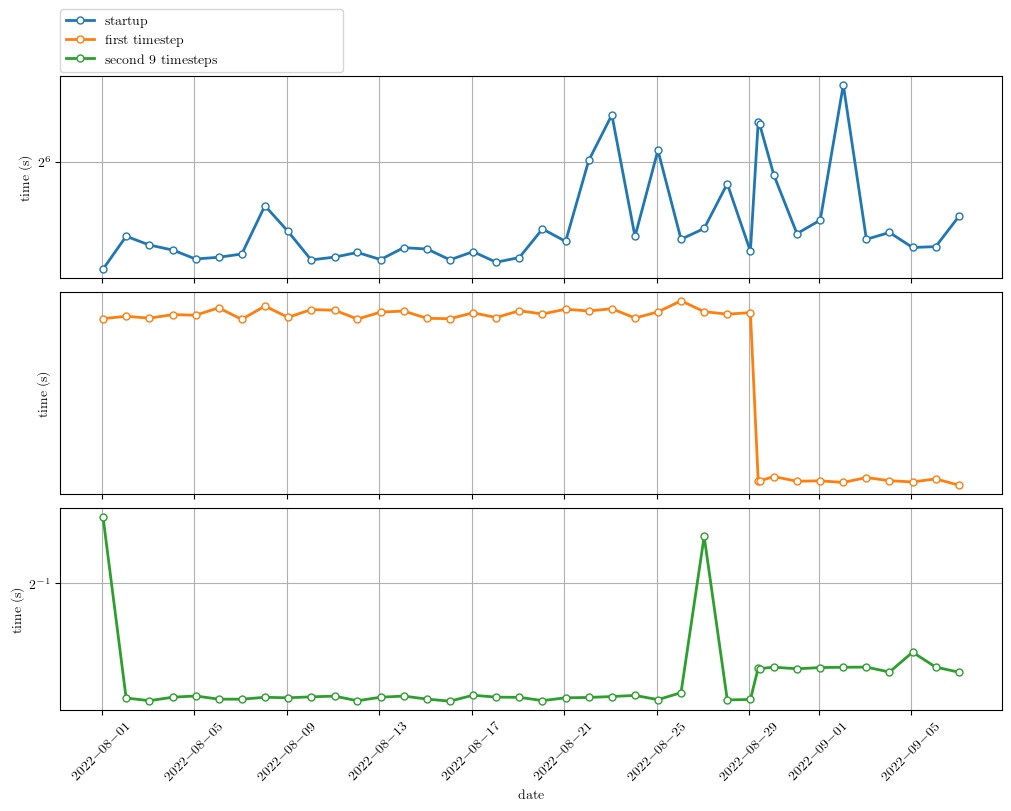 startup
first timestep
second 9 timesteps
time (s)
2⁶
time (s)
time (s)
2⁻¹
2022−08−01
2022−08−05
2022−08−09
2022−08−13
2022−08−17
2022−08−21
2022−08−25
2022−08−29
2022−09−01
2022−09−05
date